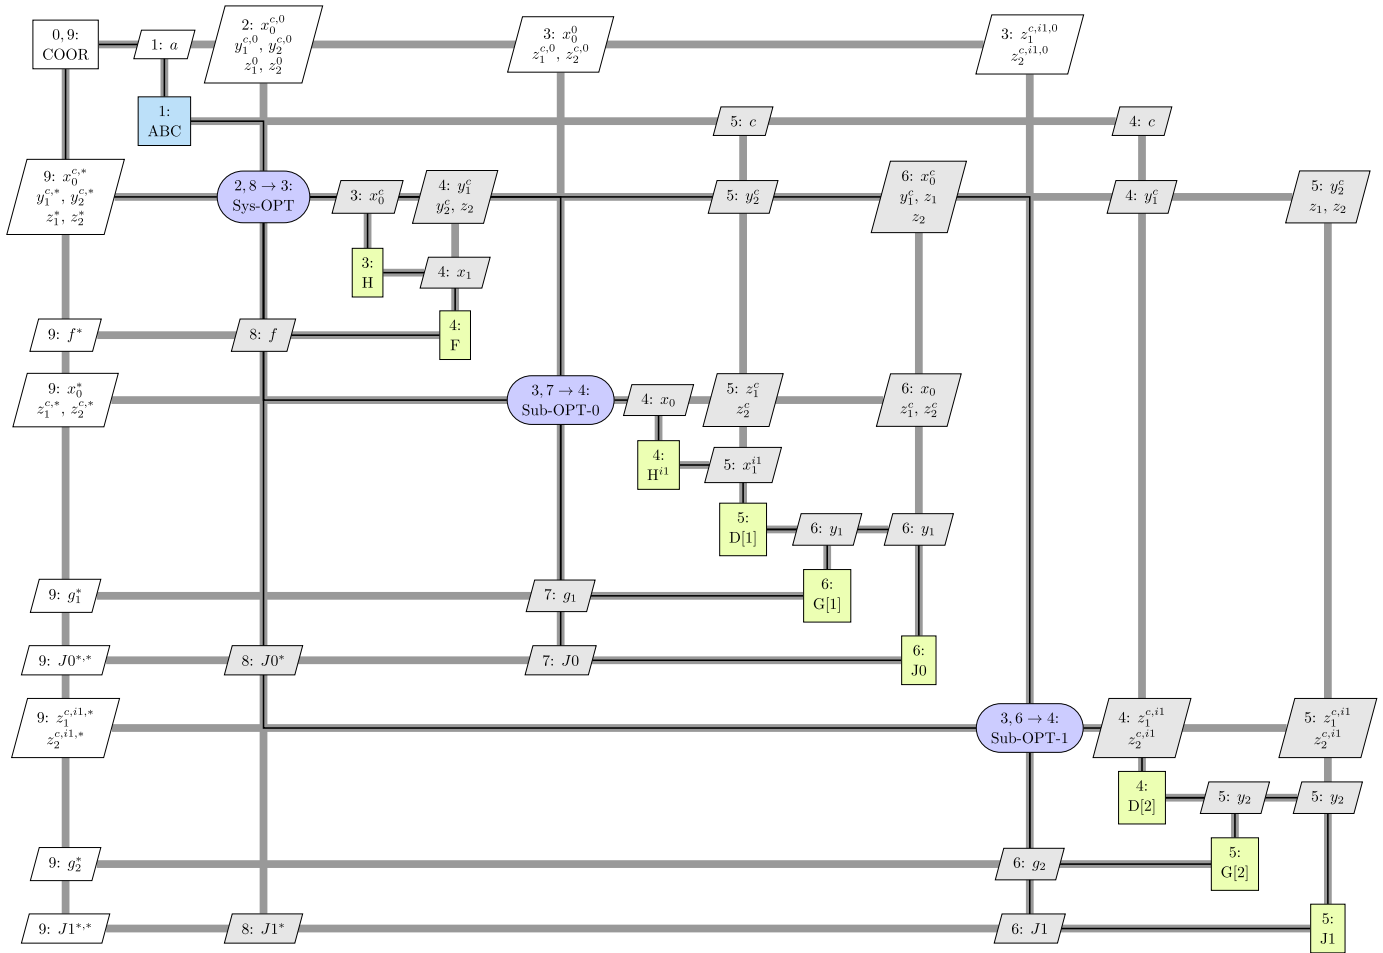 0, 9:
COOR
1: a
2: x_0^{c,0}
y_1^{c,0}, y_2^{c,0}
z_1^0, z_2^0
3: x_0^0
z_1^{c,0}, z_2^{c,0}
3: z_1^{c,i1,0}
z_2^{c,i1,0}
1:
ABC
5: c
4: c
9: x_0^{c,*}
y_1^{c,*}, y_2^{c,*}
z_1^*, z_2^*
2, 8 → 3:
Sys-OPT
3: x_0^c
4: y_1^c
y_2^c, z_2
5: y_2^c
6: x_0^c
y_1^c, z_1
z_2
4: y_1^c
5: y_2^c
z_1, z_2
3:
H
4: x_1
9: f^*
8: f
4:
F
9: x_0^*
z_1^{c,*}, z_2^{c,*}
3, 7 → 4:
Sub-OPT-0
4: x_0
5: z_1^c
z_2^c
6: x_0
z_1^c, z_2^c
4:
H^{i1}
5: x_1^{i1}
5:
D[1]
6: y_1
6: y_1
9: g_1^*
7: g_1
6:
G[1]
9: J0^{*,*}
8: J0^*
7: J0
6:
J0
9: z_1^{c,i1,*}
z_2^{c,i1,*}
3, 6 → 4:
Sub-OPT-1
4: z_1^{c,i1}
z_2^{c,i1}
5: z_1^{c,i1}
z_2^{c,i1}
4:
D[2]
5: y_2
5: y_2
9: g_2^*
6: g_2
5:
G[2]
9: J1^{*,*}
8: J1^*
6: J1
5:
J1